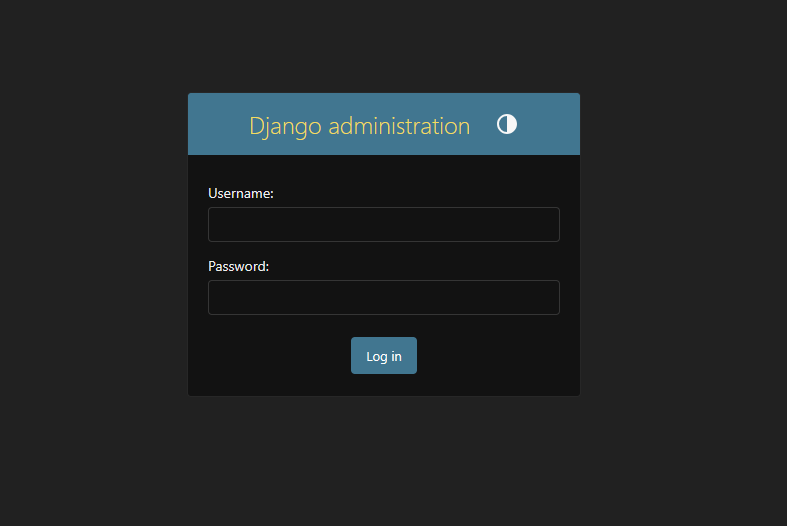 Django administration
Username:
Password:
Log in